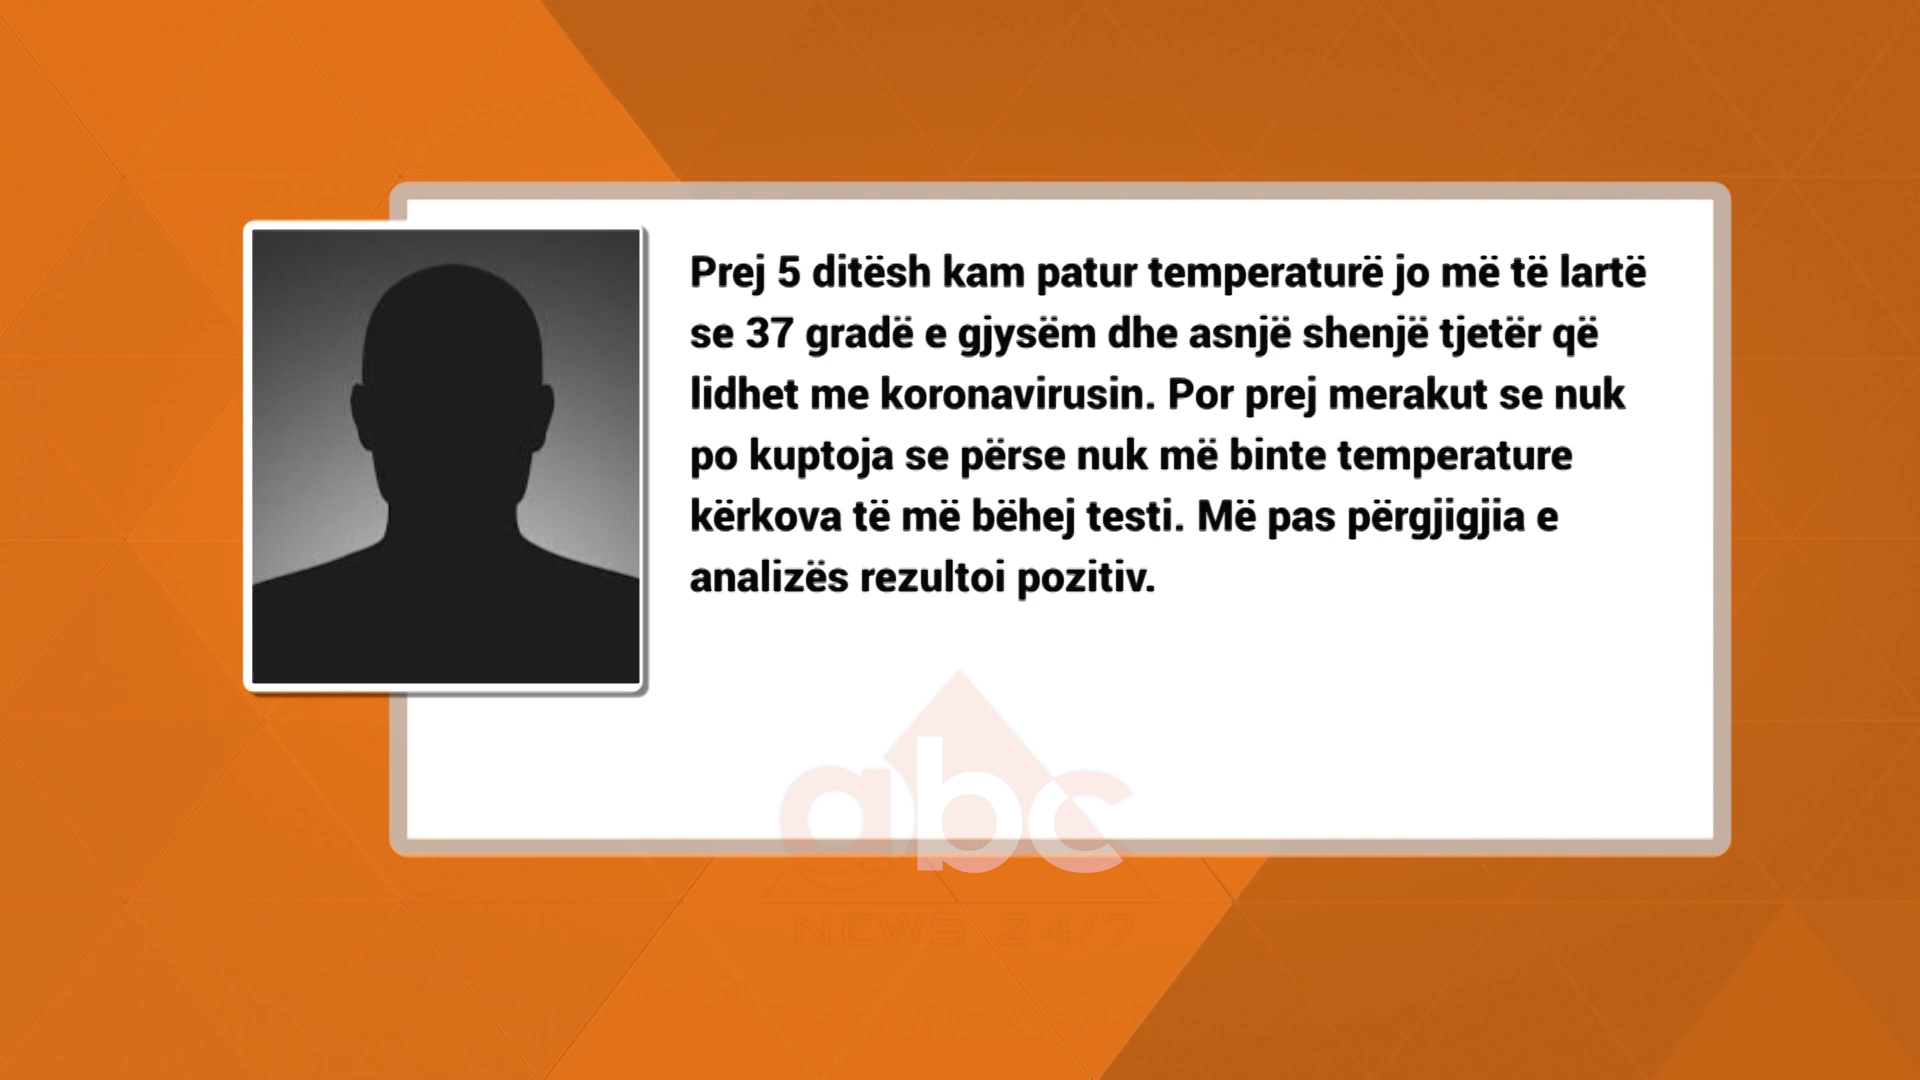 Prej 5 ditësh kam patur temperaturë jo më të lartë
se 37 gradë e gjysëm dhe asnjë shenjë tjetër që
lidhet me koronavirusin. Por prej merakut se nuk
po kuptoja se përse nuk më binte temperature
kërkova të më bëhej testi. Më pas përgjigjia e
analizës rezultoi pozitiv.
abc
NEWS 24/7